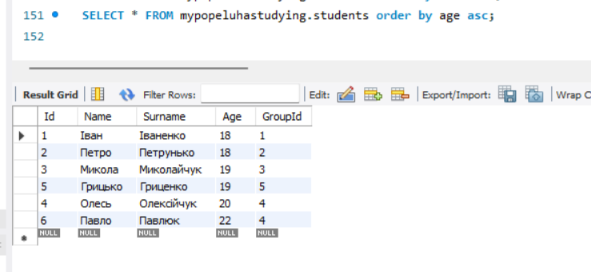 151 SELECT * FROM mypopeluhastudying.students order by age asc;
152
Result Grid Filter Rows: Edit: Export/Import: Wrap C
Id Name Surname Age GroupId
1 Іван Іваненко 18 1
2 Петро Петрунько 18 2
3 Микола Миколайчук 19 3
5 Грицько Гриценко 19 5
4 Олесь Олексійчук 20 4
6 Павло Павлюк 22 4
NULL NULL NULL NULL NULL